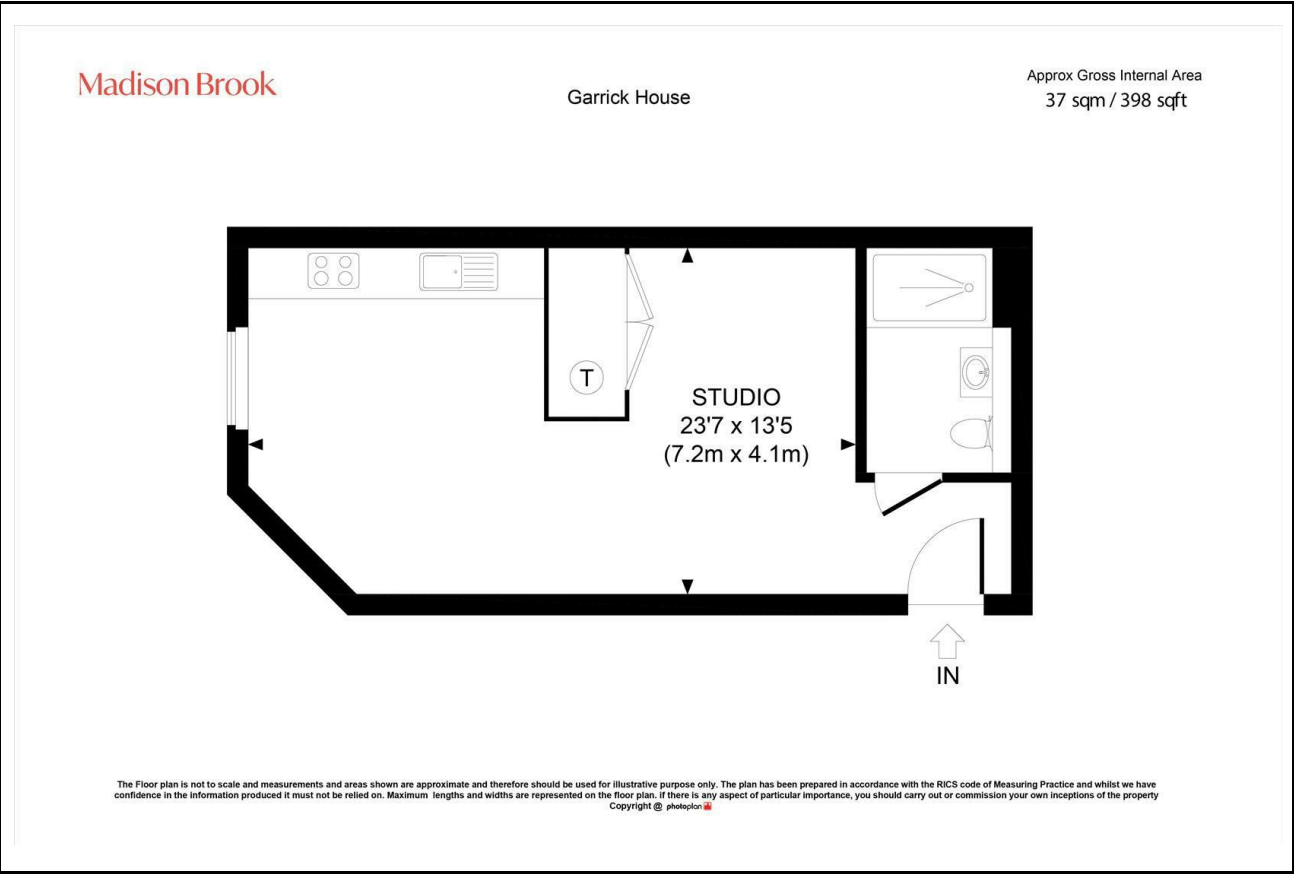 Madison Brook
Garrick House
Approx Gross Internal Area
37 sqm / 398 sqft
T
STUDIO
23'7 x 13'5
(7.2m x 4.1m)
IN
The Floor plan is not to scale and measurements and areas shown are approximate and therefore should be used for illustrative purpose only. The plan has been prepared in accordance with the RICS code of Measuring Practice and whilst we have
confidence in the information produced it must not be relied on. Maximum lengths and widths are represented on the floor plan. if there is any aspect of particular importance, you should carry out or commission your own inceptions of the property
Copyright @ photoplan